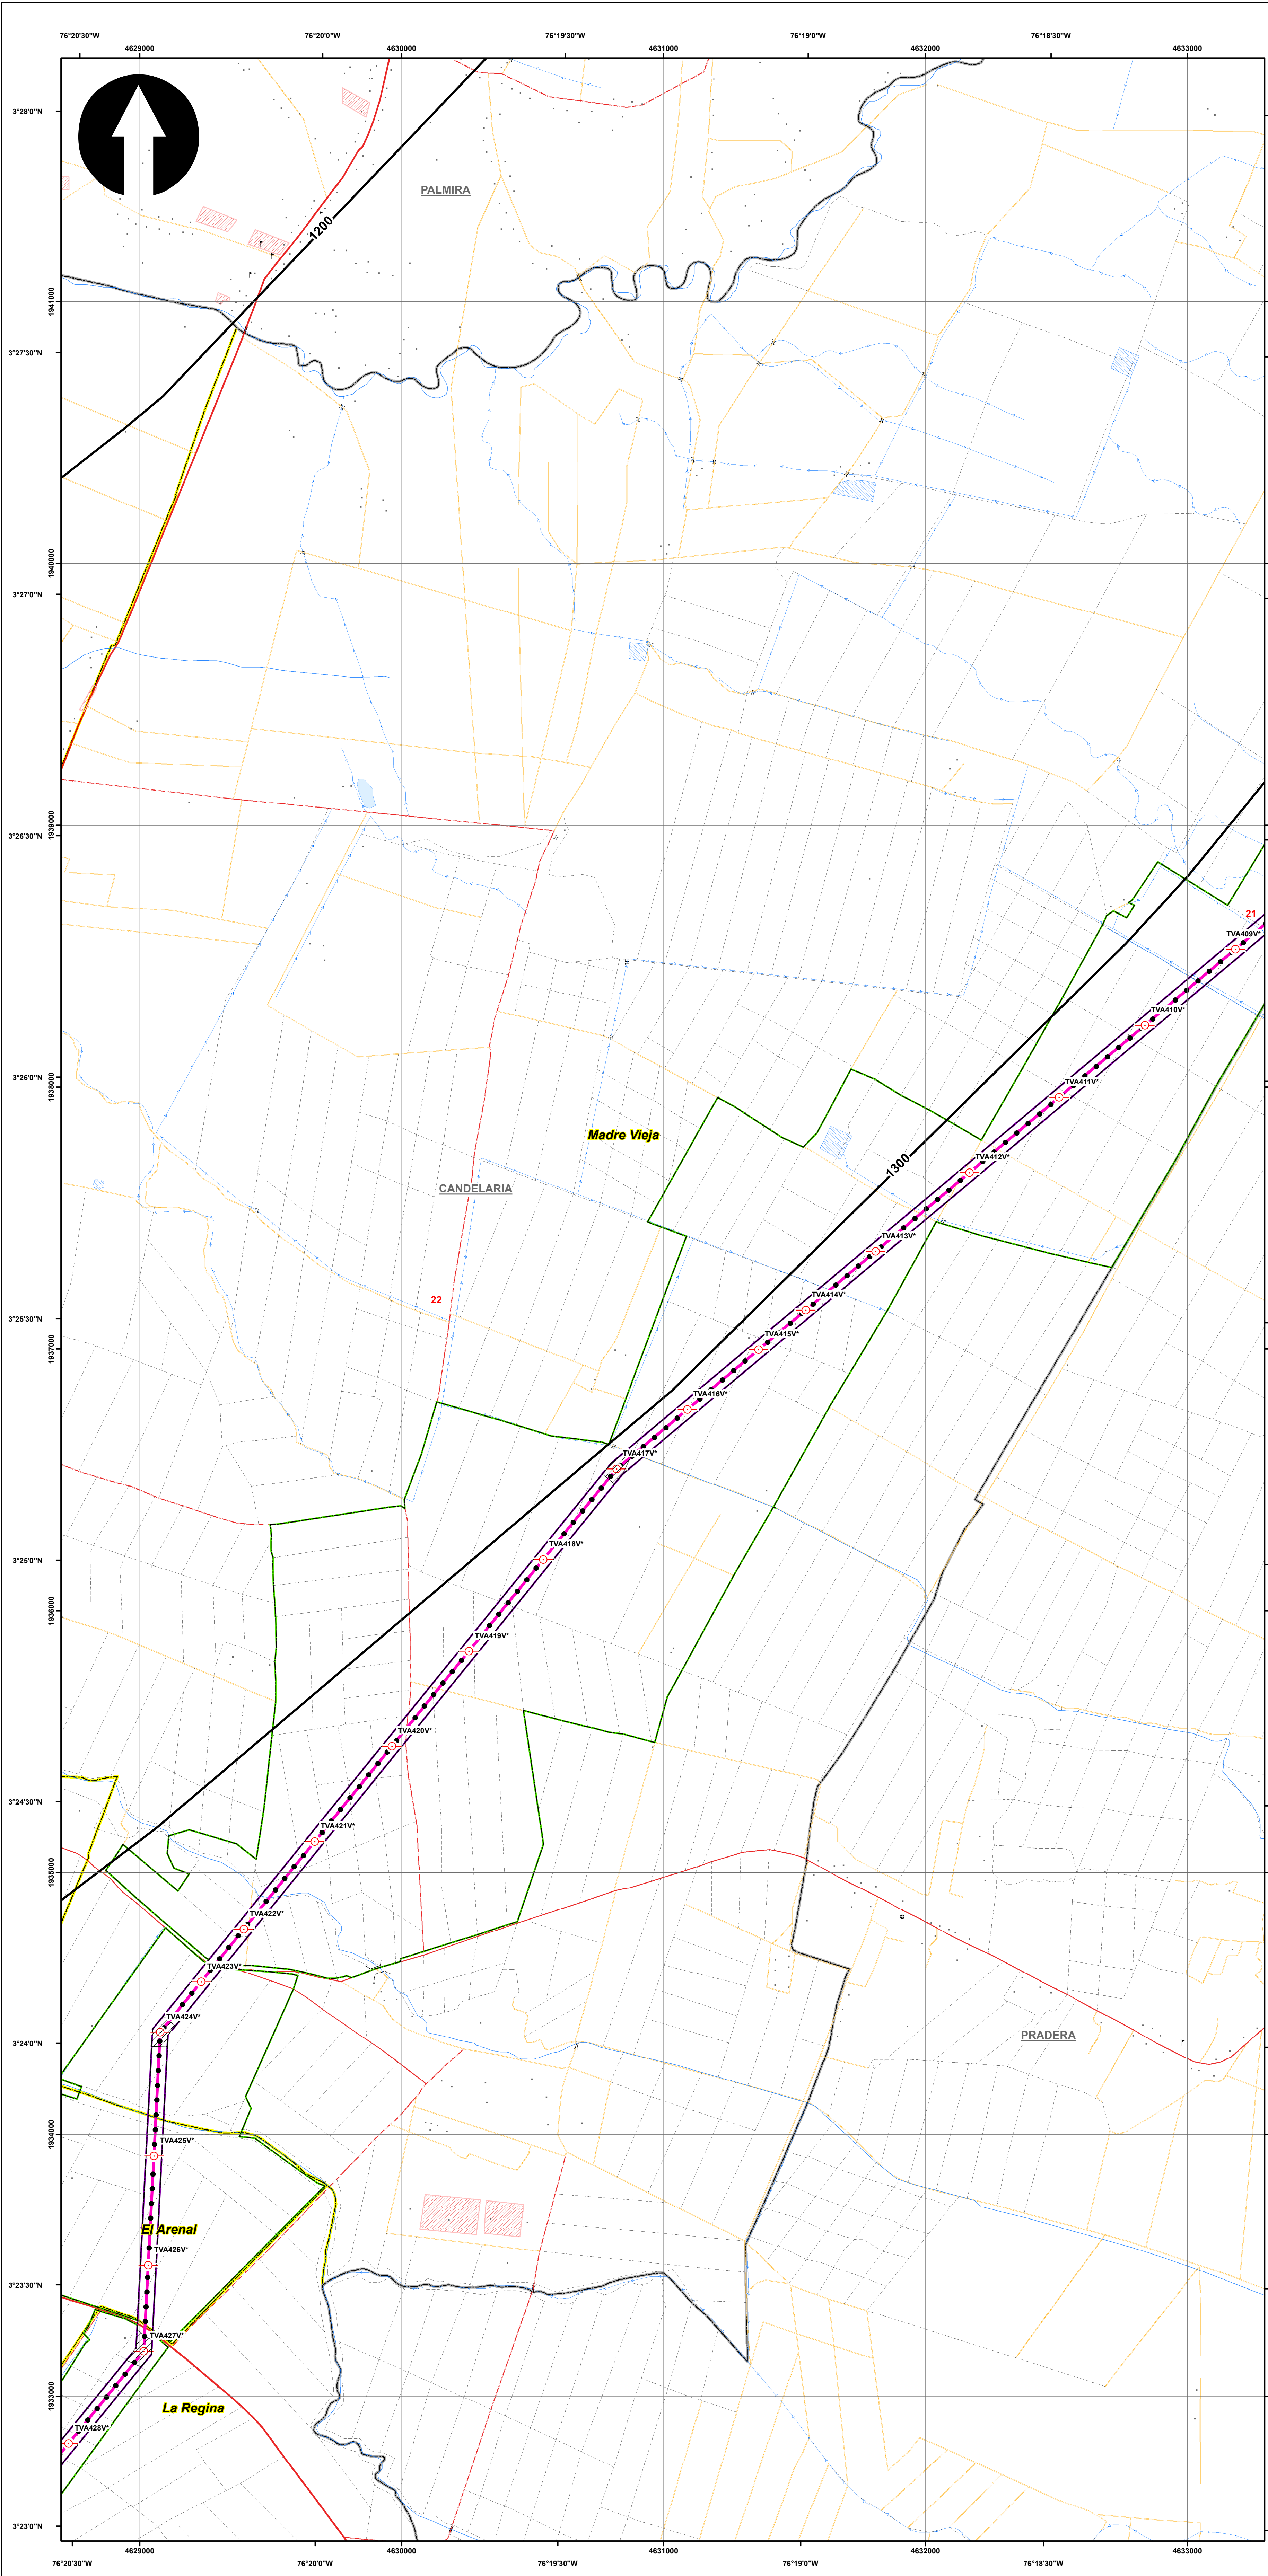 76°20'30"W 76°20'0"W 76°19'30"W 76°19'0"W 76°18'30"W
4629000 4630000 4631000 4632000 4633000
3°28'0"N
PALMIRA
1200
1941000
3°27'30"N
1940000
3°27'0"N
1939000
3°26'30"N
21
TVA409V*
TVA410V*
3°26'0"N
1938000
TVA411V*
Madre Vieja
TVA412V*
1300
CANDELARIA
TVA413V*
TVA414V*
22
3°25'30"N
TVA415V*
1937000
TVA416V*
TVA417V*
TVA418V*
3°25'0"N
1936000
TVA419V*
TVA420V*
3°24'30"N
TVA421V*
1935000
TVA422V*
TVA423V*
TVA424V*
PRADERA
3°24'0"N
1934000
TVA425V*
El Arenal
TVA426V*
3°23'30"N
TVA427V*
1933000
La Regina
TVA428V*
3°23'0"N
4629000 4630000 4631000 4632000 4633000
76°20'30"W 76°20'0"W 76°19'30"W 76°19'0"W 76°18'30"W